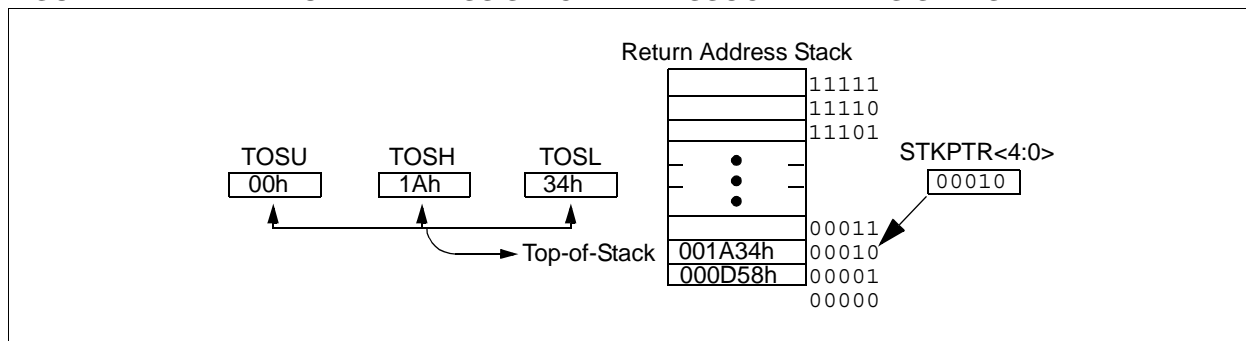 Return Address Stack
11111
11110
11101
TOSU TOSH TOSL STKPTR<4:0>
00h 1Ah 34h 00010
00011
Top-of-Stack 001A34h 00010
000D58h 00001
00000